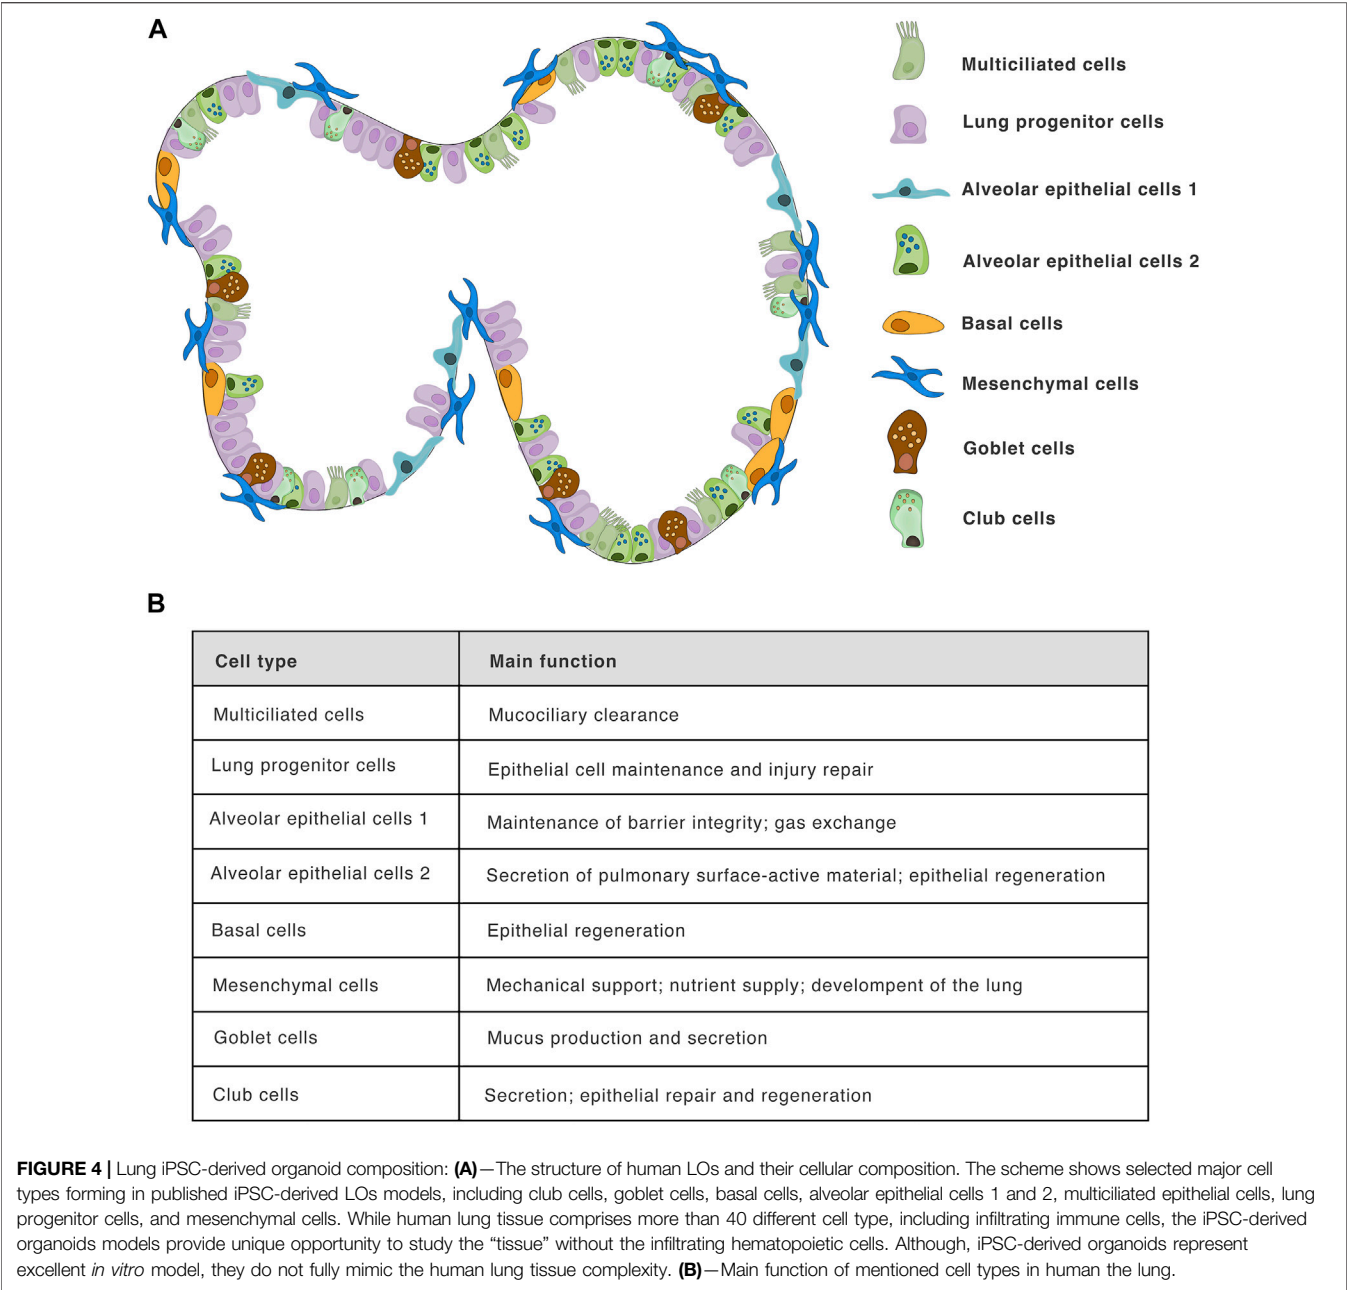 A
Multiciliated cells
Lung progenitor cells
Alveolar epithelial cells 1
Alveolar epithelial cells 2
Basal cells
Mesenchymal cells
Goblet cells
Club cells
B
Cell type Main function
Multiciliated cells Mucociliary clearance
Lung progenitor cells Epithelial cell maintenance and injury repair
Alveolar epithelial cells 1 Maintenance of barrier integrity; gas exchange
Alveolar epithelial cells 2 Secretion of pulmonary surface-active material; epithelial regeneration
Basal cells Epithelial regeneration
Mesenchymal cells Mechanical support; nutrient supply; develompent of the lung
Goblet cells Mucus production and secretion
Club cells Secretion; epithelial repair and regeneration
FIGURE 4 | Lung iPSC-derived organoid composition: (A)—The structure of human LOs and their cellular composition. The scheme shows selected major cell
types forming in published iPSC-derived LOs models, including club cells, goblet cells, basal cells, alveolar epithelial cells 1 and 2, multiciliated epithelial cells, lung
progenitor cells, and mesenchymal cells. While human lung tissue comprises more than 40 different cell type, including infiltrating immune cells, the iPSC-derived
organoids models provide unique opportunity to study the “tissue” without the infiltrating hematopoietic cells. Although, iPSC-derived organoids represent
excellent in vitro model, they do not fully mimic the human lung tissue complexity. (B)—Main function of mentioned cell types in human the lung.